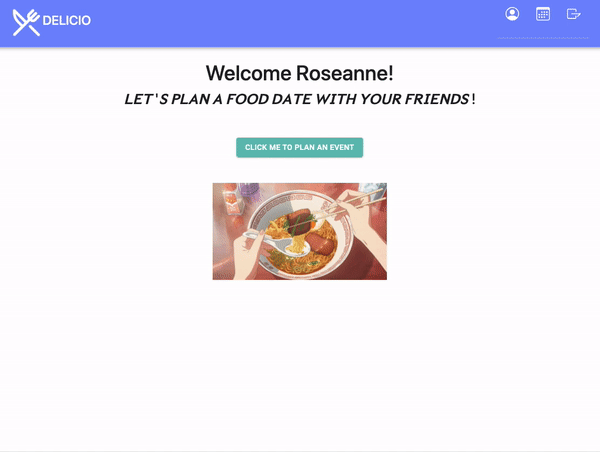 DELICIO
Welcome Roseanne!
LET'S PLAN A FOOD DATE WITH YOUR FRIENDS!
CLICK ME TO PLAN AN EVENT